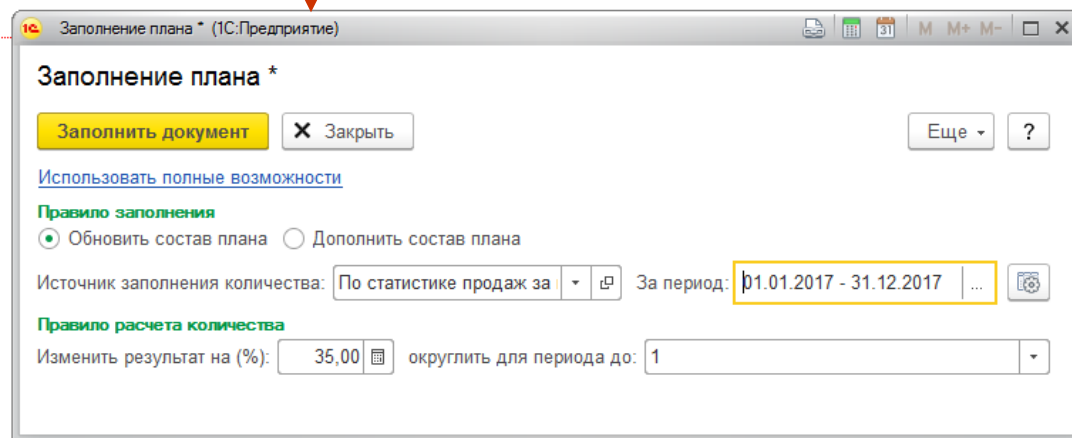 1С Заполнение плана * (1С:Предприятие) 31 M M+ M-
Заполнение плана *
Заполнить документ Закрыть Еще ?
Использовать полные возможности
Правило заполнения
Обновить состав плана Дополнить состав плана
Источник заполнения количества: По статистике продаж за За период: 01.01.2017 - 31.12.2017 ...
Правило расчета количества
Изменить результат на (%): 35,00 округлить для периода до: 1